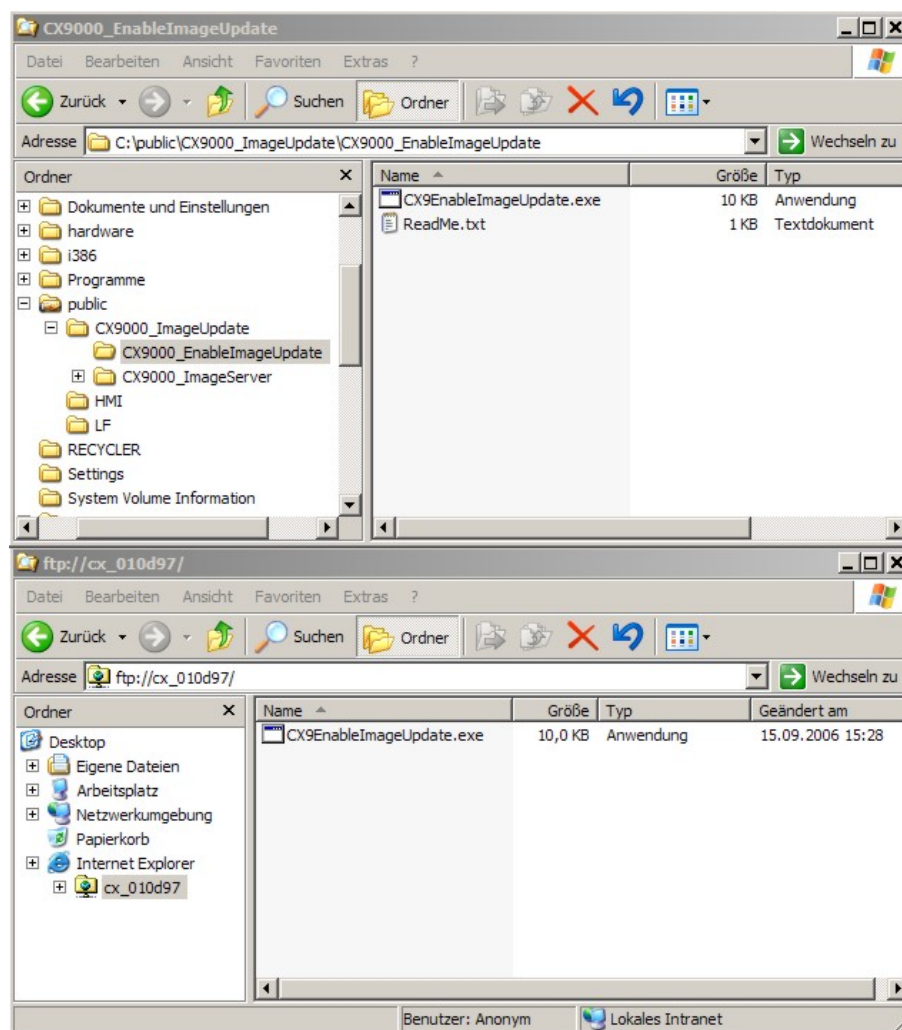 CX9000_EnableImageUpdate
Datei Bearbeiten Ansicht Favoriten Extras ?
Zurück Suchen Ordner
Adresse C:\public\CX9000_ImageUpdate\CX9000_EnableImageUpdate Wechseln zu
Ordner x Name Größe Typ
Dokumente und Einstellungen CX9EnableImageUpdate.exe 10 KB Anwendung
hardware ReadMe.txt 1 KB Textdokument
i386
Programme
public
CX9000_ImageUpdate
CX9000_EnableImageUpdate
CX9000_ImageServer
HMI
LF
RECYCLER
Settings
System Volume Information
ftp://cx_010d97/
Datei Bearbeiten Ansicht Favoriten Extras ?
Zurück Suchen Ordner
Adresse ftp://cx_010d97/ Wechseln zu
Ordner x Name Größe Typ Geändert am
Desktop CX9EnableImageUpdate.exe 10,0 KB Anwendung 15.09.2006 15:28
Eigene Dateien
Arbeitsplatz
Netzwerkumgebung
Papierkorb
Internet Explorer
cx_010d97
Benutzer: Anonym Lokales Intranet